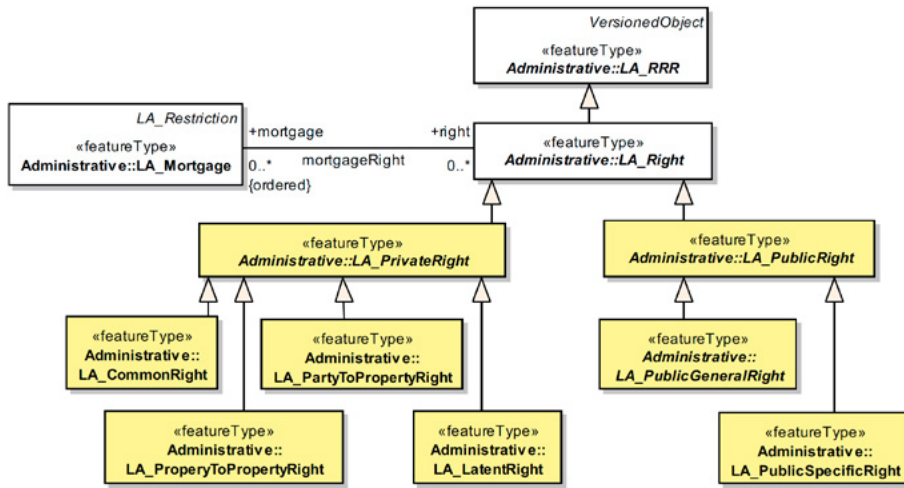 VersionedObject
«featureType»
Administrative::LA_RRR
LA_Restriction
«featureType»
Administrative::LA_Mortgage
+mortgage
+right
0..*
mortgageRight
0..*
{ordered}
«featureType»
Administrative::LA_Right
«featureType»
Administrative::LA_PrivateRight
«featureType»
Administrative::LA_PublicRight
«featureType»
Administrative::
LA_CommonRight
«featureType»
Administrative::
LA_PartyToPropertyRight
«featureType»
Administrative::
LA_PublicGeneralRight
«featureType»
Administrative::
LA_ProperyToPropertyRight
«featureType»
Administrative::
LA_LatentRight
«featureType»
Administrative::
LA_PublicSpecificRight